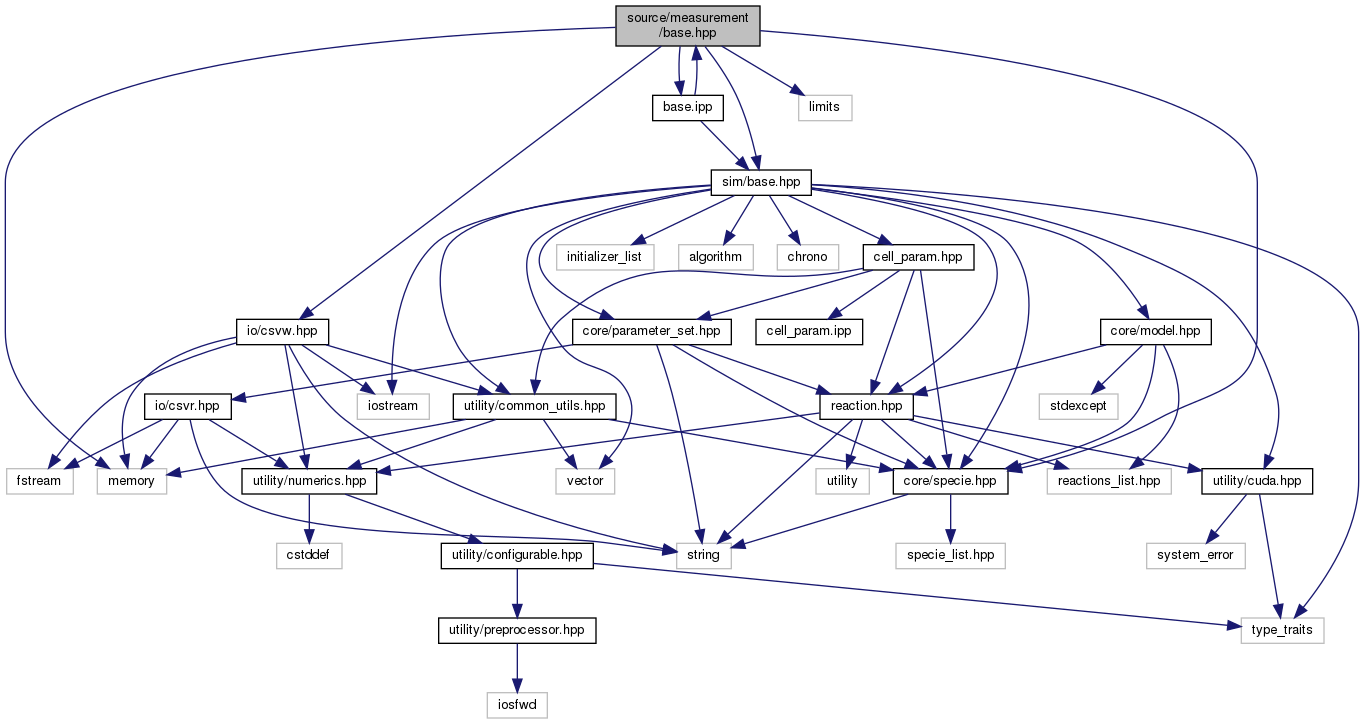 source/measurement
/base.hpp
base.ipp
limits
sim/base.hpp
initializer_list
algorithm
chrono
cell_param.hpp
io/csvw.hpp
core/parameter_set.hpp
cell_param.ipp
core/model.hpp
io/csvr.hpp
iostream
utility/common_utils.hpp
reaction.hpp
stdexcept
fstream
memory
utility/numerics.hpp
vector
utility
core/specie.hpp
reactions_list.hpp
utility/cuda.hpp
cstddef
utility/configurable.hpp
string
specie_list.hpp
system_error
utility/preprocessor.hpp
type_traits
iosfwd